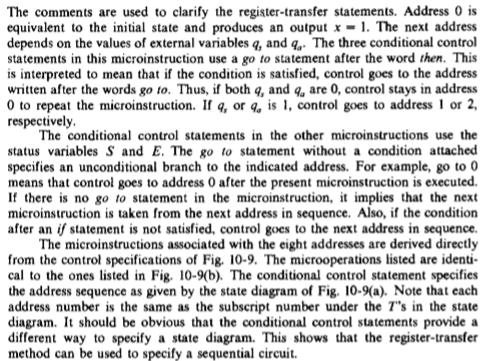 The comments are used to clarify the register-transfer statements. Address 0 is
equivalent to the initial state and produces an output x = 1. The next address
depends on the values of external variables qs and qa. The three conditional control
statements in this microinstruction use a go to statement after the word then. This
is interpreted to mean that if the condition is satisfied, control goes to the address
written after the words go to. Thus, if both qs and qa are 0, control stays in address
0 to repeat the microinstruction. If qs or qa is 1, control goes to address 1 or 2,
respectively.
The conditional control statements in the other microinstructions use the
status variables S and E. The go to statement without a condition attached
specifies an unconditional branch to the indicated address. For example, go to 0
means that control goes to address 0 after the present microinstruction is executed.
If there is no go to statement in the microinstruction, it implies that the next
microinstruction is taken from the next address in sequence. Also, if the condition
after an if statement is not satisfied, control goes to the next address in sequence.
The microinstructions associated with the eight addresses are derived directly
from the control specifications of Fig. 10-9. The microoperations listed are identi-
cal to the ones listed in Fig. 10-9(b). The conditional control statement specifies
the address sequence as given by the state diagram of Fig. 10-9(a). Note that each
address number is the same as the subscript number under the T's in the state
diagram. It should be obvious that the conditional control statements provide a
different way to specify a state diagram. This shows that the register-transfer
method can be used to specify a sequential circuit.